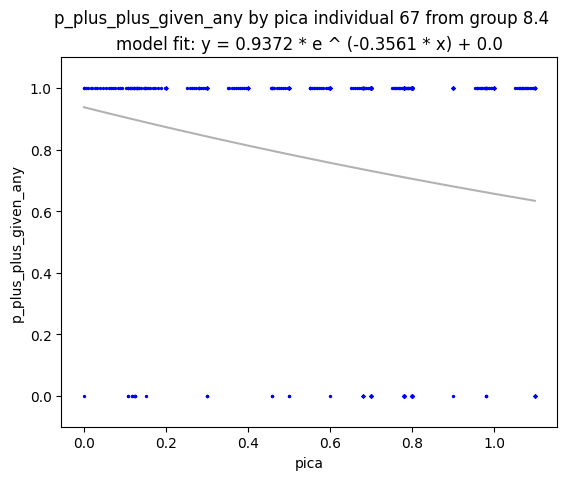 p_plus_plus_given_any by pica individual 67 from group 8.4
model fit: y = 0.9372 * e ^ (-0.3561 * x) + 0.0
p_plus_plus_given_any
1.0
0.8
0.6
0.4
0.2
0.0
0.0 0.2 0.4 0.6 0.8 1.0
pica